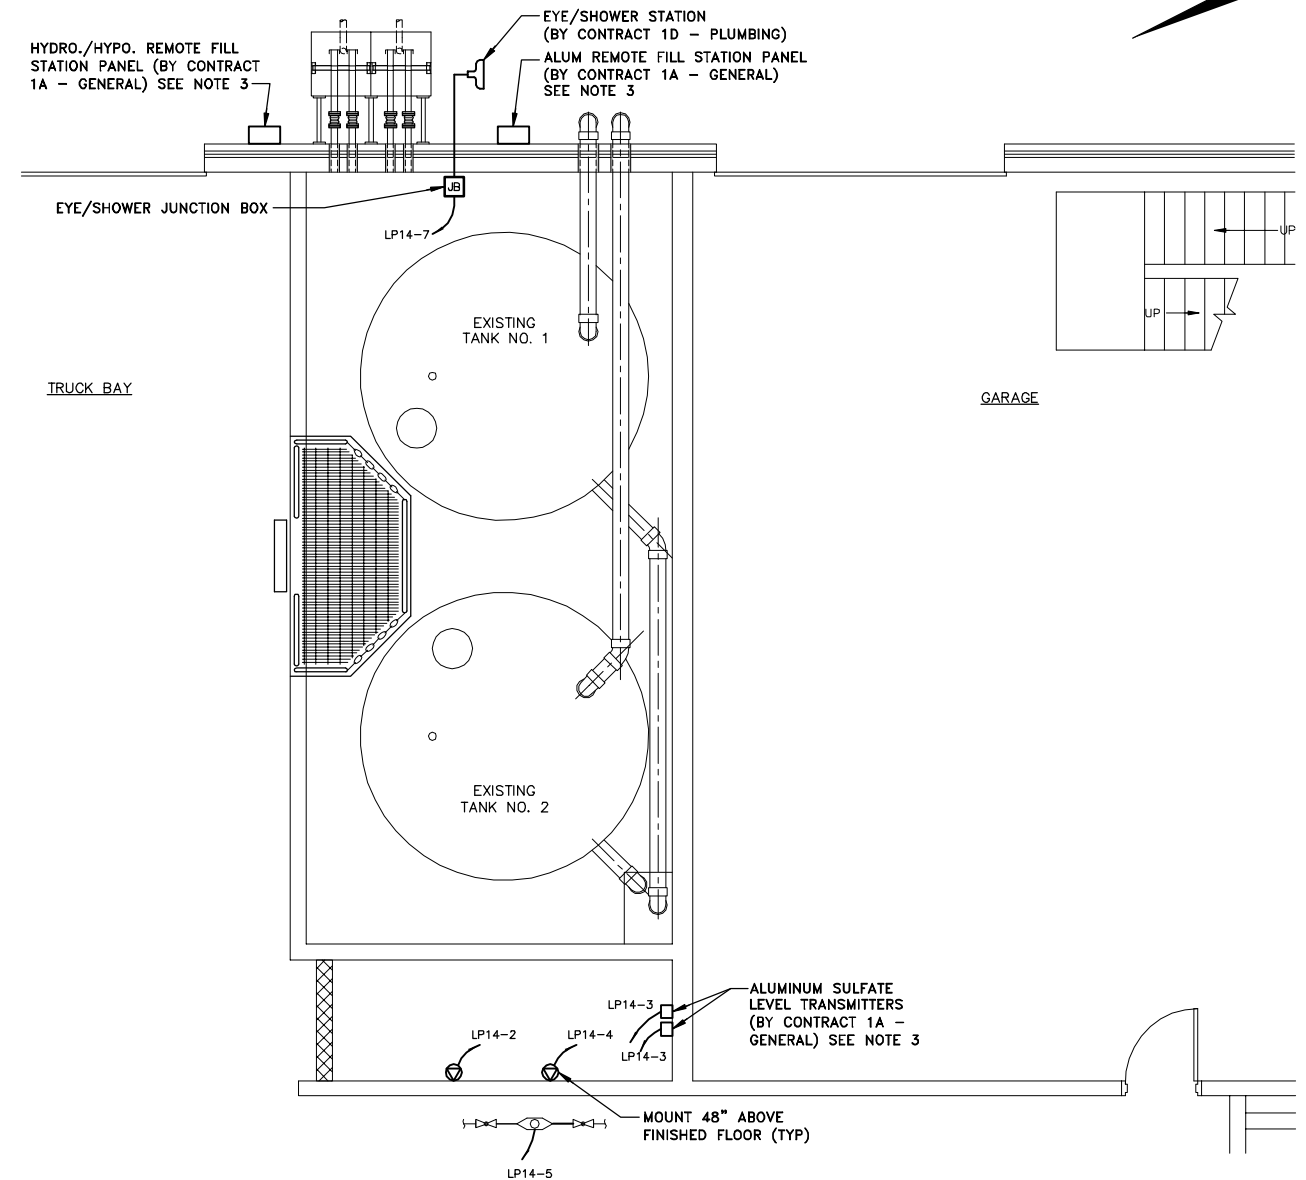 EYE/SHOWER STATION
(BY CONTRACT 1D - PLUMBING)
HYDRO./HYPO. REMOTE FILL
STATION PANEL (BY CONTRACT
1A - GENERAL) SEE NOTE 3
ALUM REMOTE FILL STATION PANEL
(BY CONTRACT 1A - GENERAL)
SEE NOTE 3
JB
EYE/SHOWER JUNCTION BOX
LP14-7
UP
UP
EXISTING
TANK NO. 1
TRUCK BAY
GARAGE
EXISTING
TANK NO. 2
LP14-3
ALUMINUM SULFATE
LEVEL TRANSMITTERS
(BY CONTRACT 1A -
GENERAL) SEE NOTE 3
LP14-2
LP14-4
LP14-3
MOUNT 48" ABOVE
FINISHED FLOOR (TYP)
LP14-5